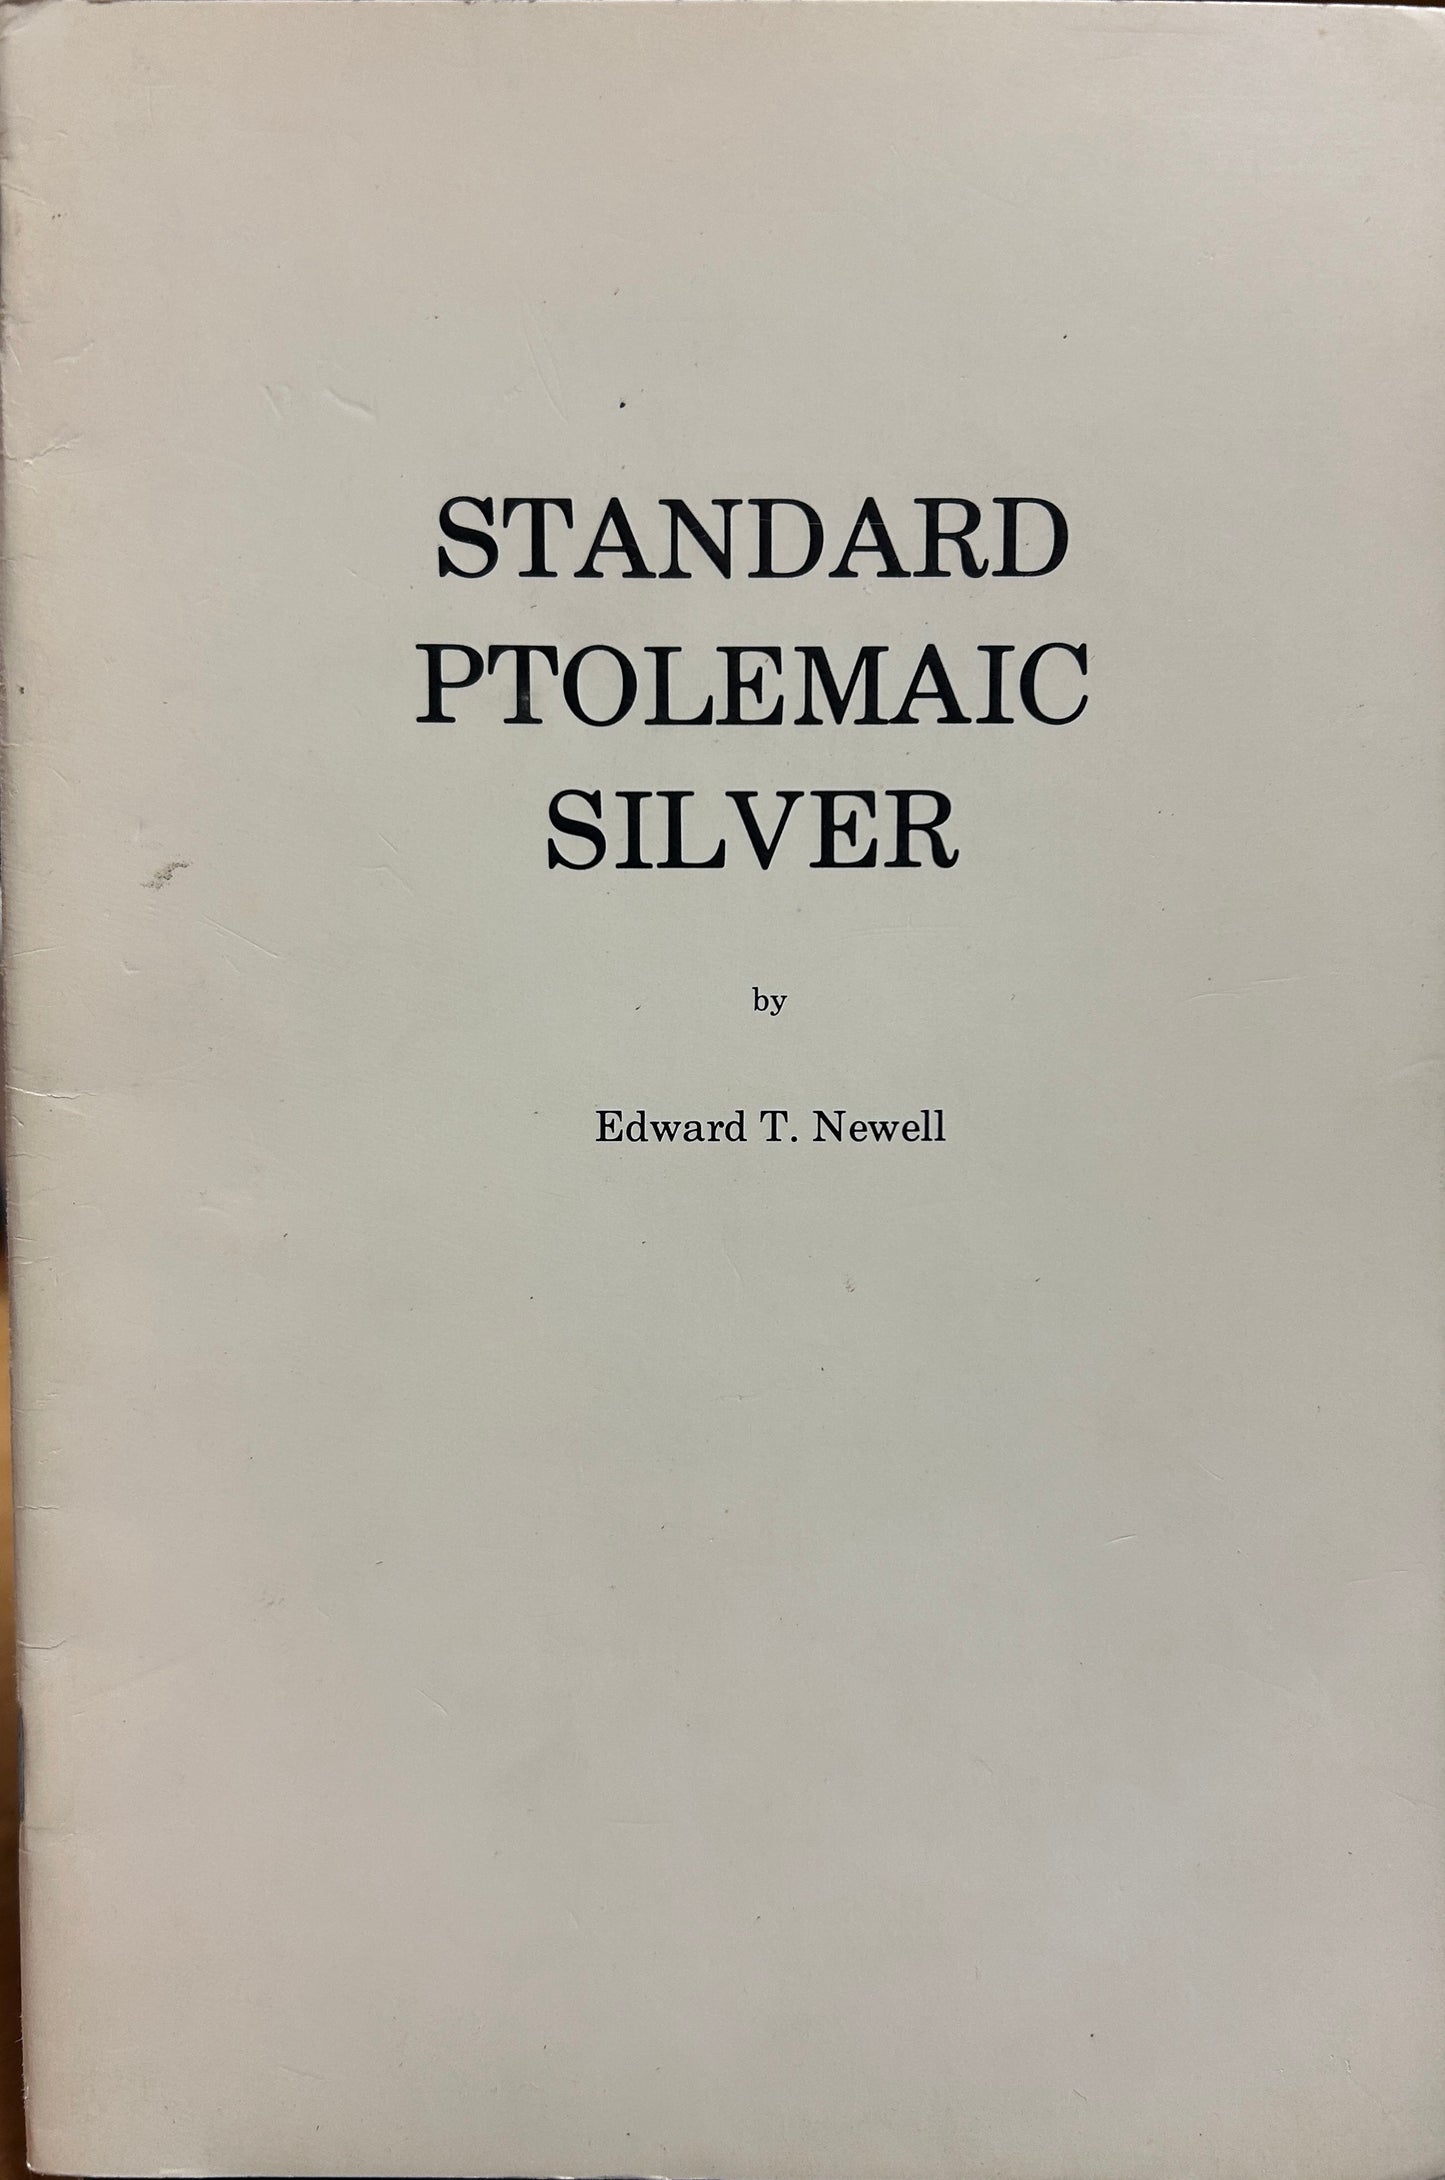 STANDARD
PTOLEMAIC
SILVER
by
Edward T. Newell